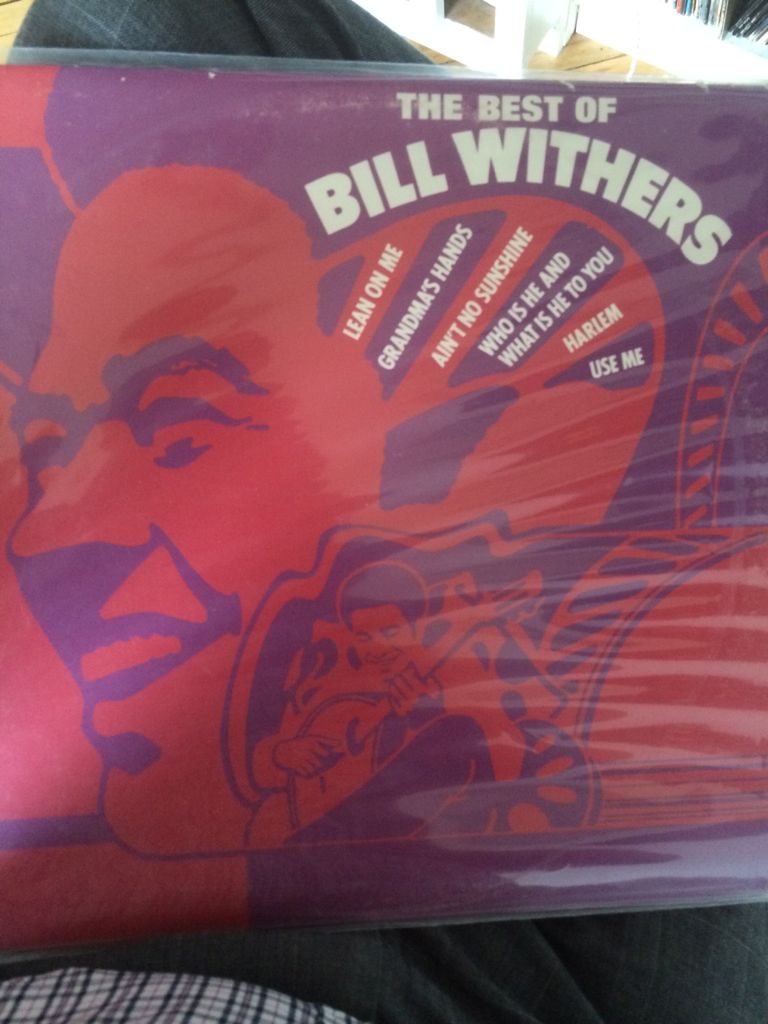 THE BEST OF
BILL WITHERS
LEAN ON ME
GRANDMA'S HANDS
AIN'T NO SUNSHINE
WHO IS HE AND
WHAT IS HE TO YOU
HARLEM
USE ME